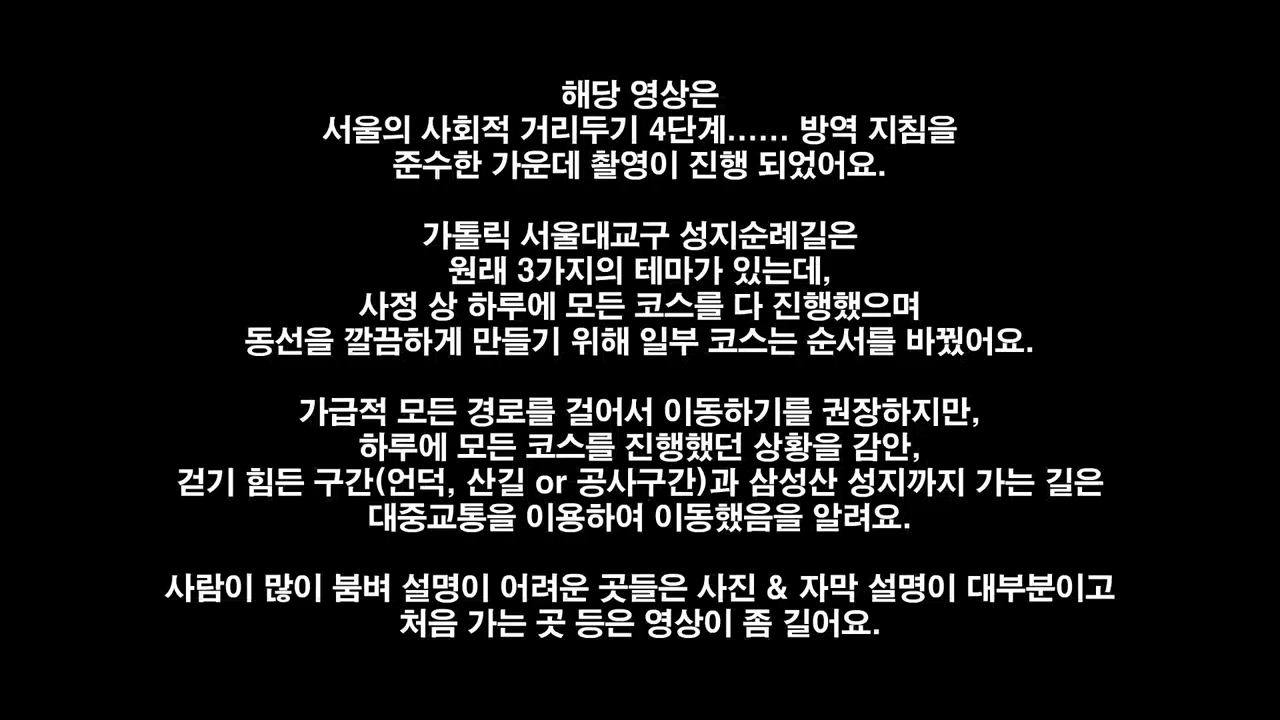 해당 영상은
서울의 사회적 거리두기 4단계…… 방역 지침을
준수한 가운데 촬영이 진행 되었어요.
가톨릭 서울대교구 성지순례길은
원래 3가지의 테마가 있는데,
사정 상 하루에 모든 코스를 다 진행했으며
동선을 깔끔하게 만들기 위해 일부 코스는 순서를 바꿨어요.
가급적 모든 경로를 걸어서 이동하기를 권장하지만,
하루에 모든 코스를 진행했던 상황을 감안,
걷기 힘든 구간(언덕, 산길 or 공사구간)과 삼성산 성지까지 가는 길은
대중교통을 이용하여 이동했음을 알려요.
사람이 많이 붐벼 설명이 어려운 곳들은 사진 & 자막 설명이 대부분이고
처음 가는 곳 등은 영상이 좀 길어요.